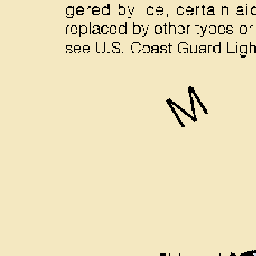 gered by ice, certain aid
replaced by other types or
see U.S. Coast Guard Ligh
M